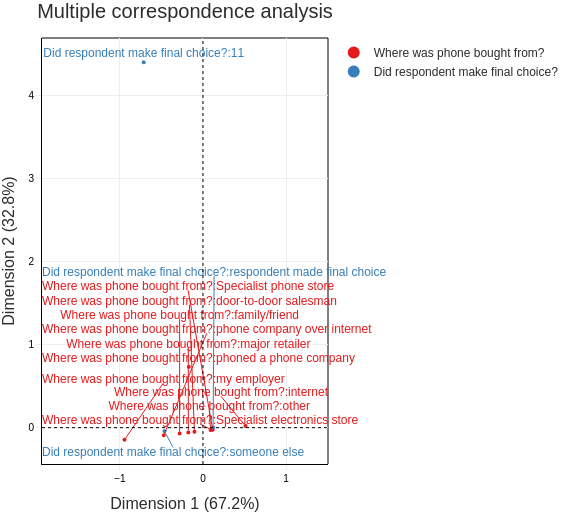 Multiple correspondence analysis
Did respondent make final choice?:11
Where was phone bought from?
Did respondent make final choice?
4
3
2
1
0
Dimension 2 (32.8%)
Did respondent make final choice?:respondent made final choice
Where was phone bought from?:Specialist phone store
Where was phone bought from?:door-to-door salesman
Where was phone bought from?:family/friend
Where was phone bought from?:phone company over internet
Where was phone bought from?:major retailer
Where was phone bought from?:phoned a phone company
Where was phone bought from?:my employer
Where was phone bought from?:internet
Where was phone bought from?:other
Where was phone bought from?:Specialist electronics store
Did respondent make final choice?:someone else
−1
0
1
Dimension 1 (67.2%)